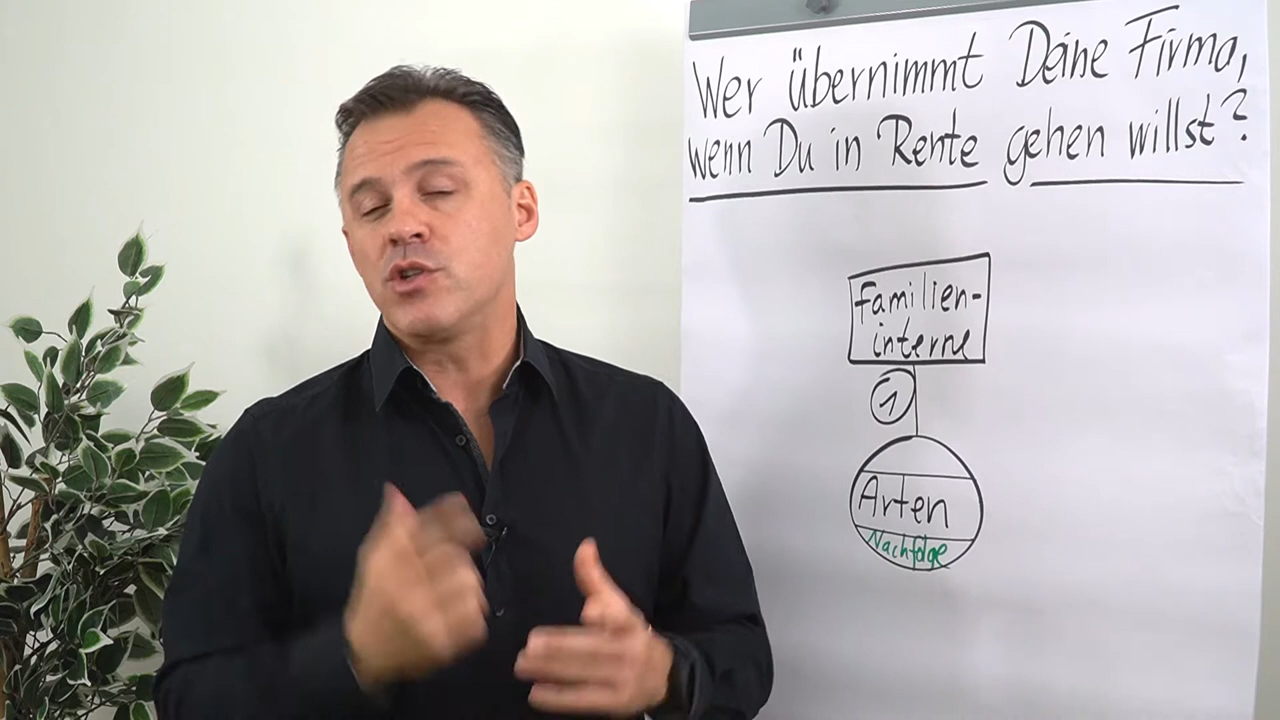 Wer übernimmt Deine Firma,
wenn Du in Rente gehen willst?
Familien-
interne
1
Arten
Nachfolge